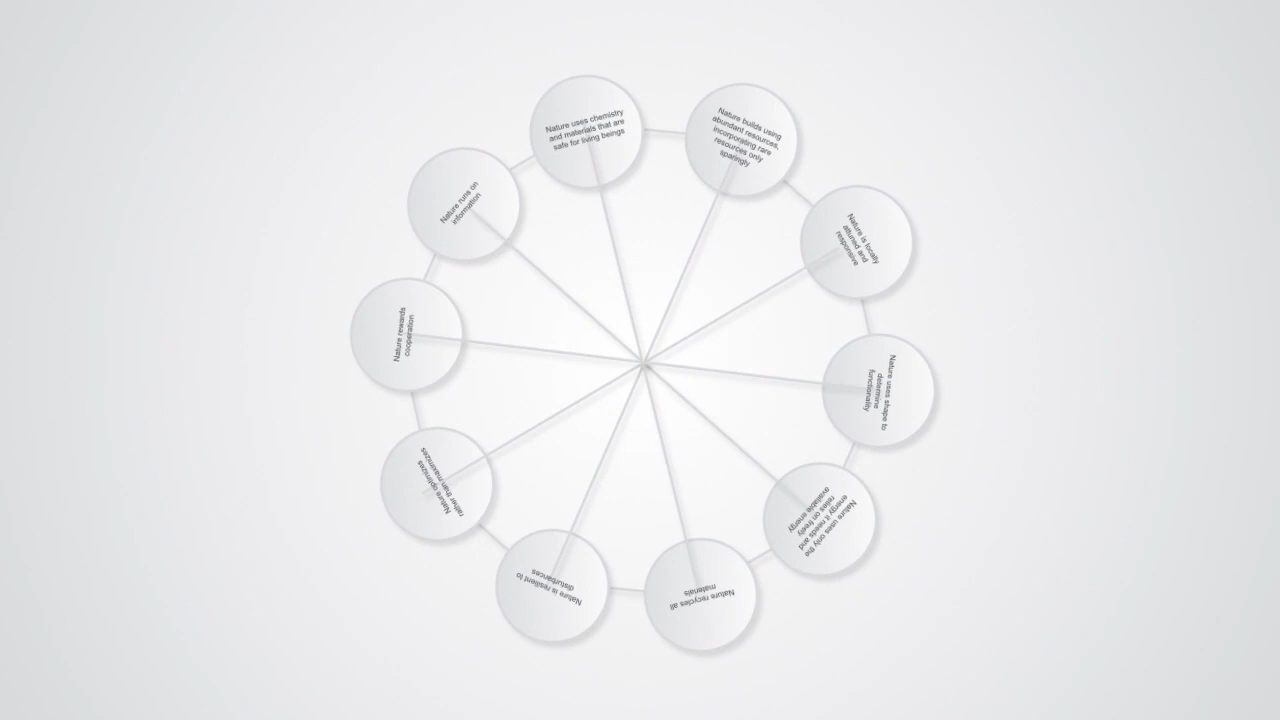 Nature uses chemistry
and materials that are
safe for living beings
Nature builds using
abundant resources,
incorporating rare
resources only
sparingly
Nature is locally
attuned and
responsive
Nature uses shape to
determine
functionality
Nature uses only the
energy it needs and
relies on freely
available energy
Nature recycles all
materials
Nature is resilient to
disturbances
Nature optimizes
rather than maximizes
Nature rewards
cooperation
Nature runs on
information